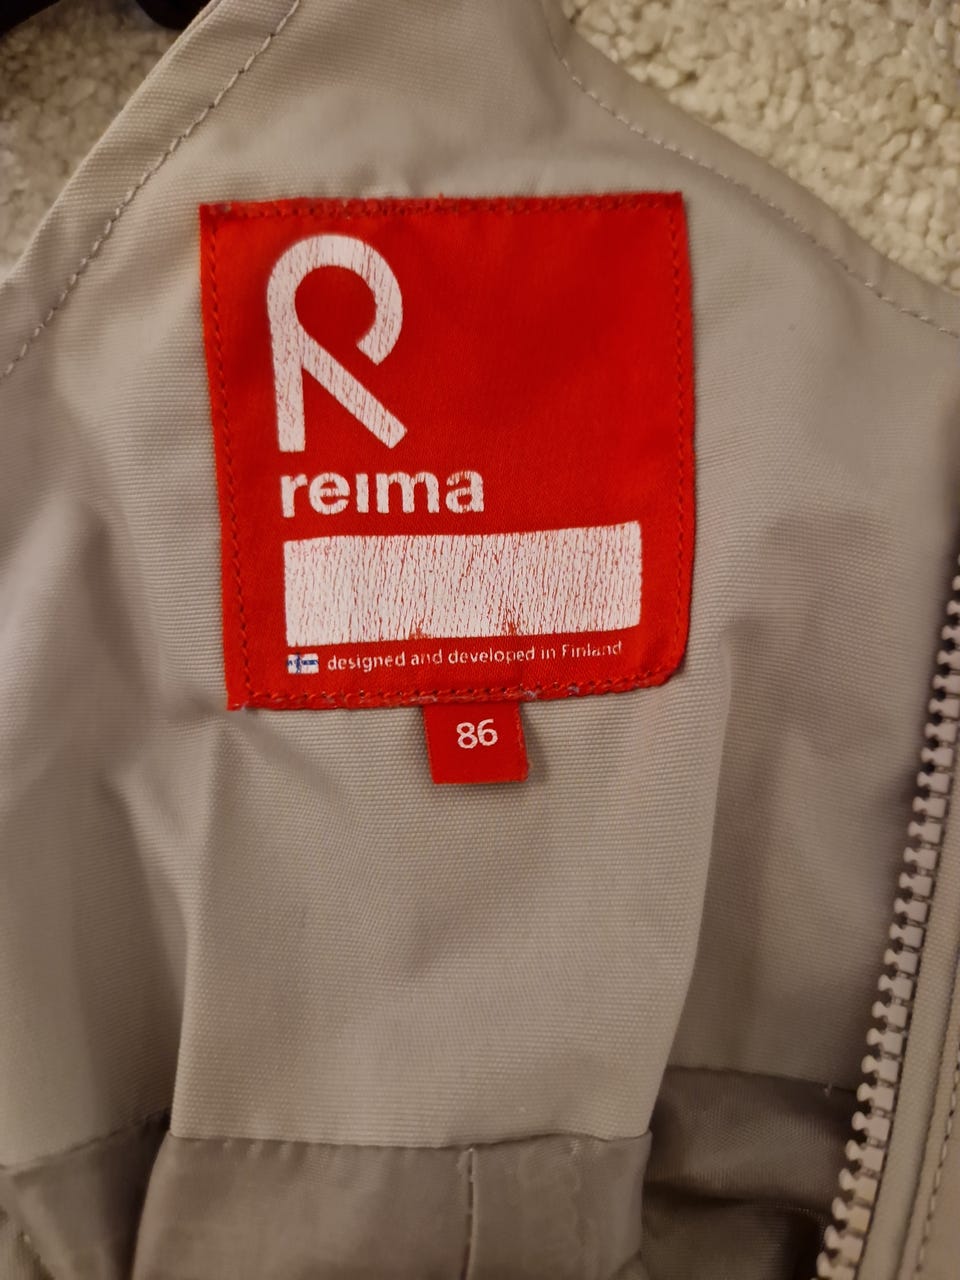 R
reima
designed and developed in Finland
86